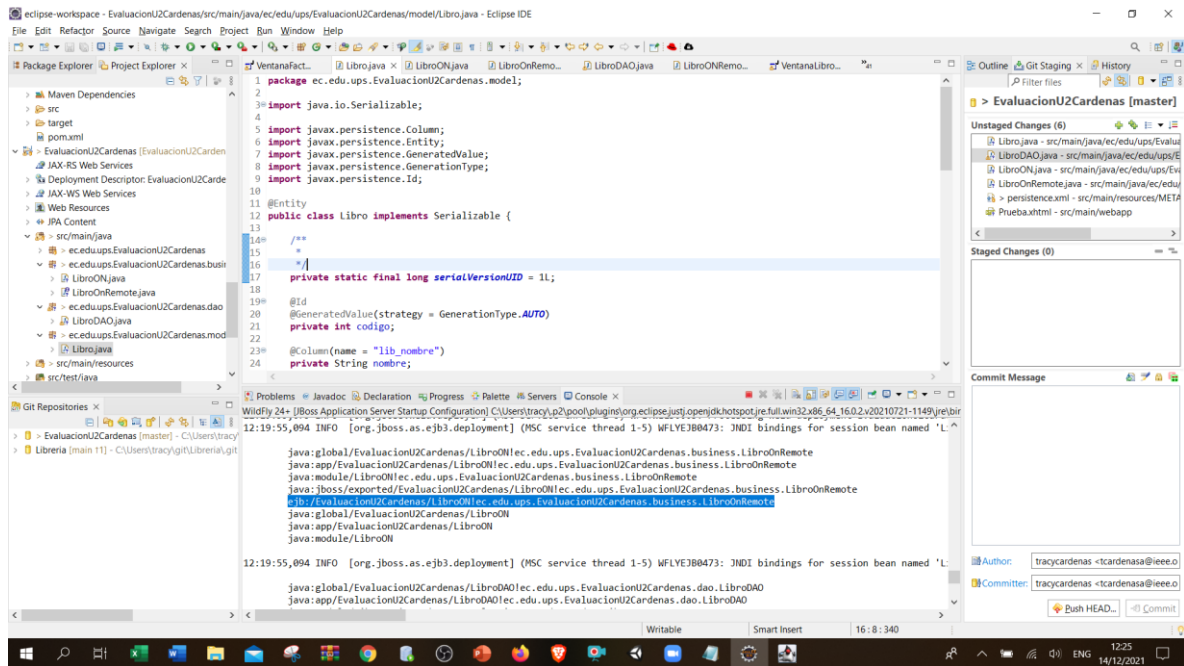 eclipse-workspace - EvaluacionU2Cardenas/src/main/java/ec/edu/ups/EvaluacionU2Cardenas/model/Libro.java - Eclipse IDE
File Edit Refactor Source Navigate Search Project Run Window Help
Package Explorer Project Explorer
Maven Dependencies
src
target
pom.xml
> EvaluacionU2Cardenas [EvaluacionU2Carden
JAX-RS Web Services
Deployment Descriptor: EvaluacionU2Carde
JAX-WS Web Services
Web Resources
JPA Content
> src/main/java
> ec.edu.ups.EvaluacionU2Cardenas
> ec.edu.ups.EvaluacionU2Cardenas.busin
LibroON.java
LibroOnRemote.java
> ec.edu.ups.EvaluacionU2Cardenas.dao
LibroDAO.java
> ec.edu.ups.EvaluacionU2Cardenas.mod
Libro.java
> src/main/resources
src/test/java
Git Repositories
> EvaluacionU2Cardenas [master] - C:\Users\tracy\
Libreria [main 11] - C:\Users\tracy\git\Libreria\.git
VentanaFact... Libro.java LibroON.java LibroOnRemo... LibroDAO.java LibroONRemo... VentanaLibro...
1 package ec.edu.ups.EvaluacionU2Cardenas.model;
2
3 import java.io.Serializable;
4
5 import javax.persistence.Column;
6 import javax.persistence.Entity;
7 import javax.persistence.GeneratedValue;
8 import javax.persistence.GenerationType;
9 import javax.persistence.Id;
10
11 @Entity
12 public class Libro implements Serializable {
13
14 /**
15 *
16 */
17 private static final long serialVersionUID = 1L;
18
19 @Id
20 @GeneratedValue(strategy = GenerationType.AUTO)
21 private int codigo;
22
23 @Column(name = "lib_nombre")
24 private String nombre;
Problems Javadoc Declaration Progress Palette Servers Console
WildFly 24+ [JBoss Application Server Startup Configuration] C:\Users\tracy\.p2\pool\plugins\org.eclipse.justj.openjdk.hotspot.jre.full.win32.x86_64_16.0.2.v20210721-1149\jre\bin
12:19:55,094 INFO [org.jboss.as.ejb3.deployment] (MSC service thread 1-5) WFLYEJB0473: JNDI bindings for session bean named 'L
java:global/EvaluacionU2Cardenas/LibroON!ec.edu.ups.EvaluacionU2Cardenas.business.LibroOnRemote
java:app/EvaluacionU2Cardenas/LibroON!ec.edu.ups.EvaluacionU2Cardenas.business.LibroOnRemote
java:module/LibroON!ec.edu.ups.EvaluacionU2Cardenas.business.LibroOnRemote
java:jboss/exported/EvaluacionU2Cardenas/LibroON!ec.edu.ups.EvaluacionU2Cardenas.business.LibroOnRemote
ejb:/EvaluacionU2Cardenas/LibroON!ec.edu.ups.EvaluacionU2Cardenas.business.LibroOnRemote
java:global/EvaluacionU2Cardenas/LibroON
java:app/EvaluacionU2Cardenas/LibroON
java:module/LibroON
12:19:55,094 INFO [org.jboss.as.ejb3.deployment] (MSC service thread 1-5) WFLYEJB0473: JNDI bindings for session bean named 'L
java:global/EvaluacionU2Cardenas/LibroDAO!ec.edu.ups.EvaluacionU2Cardenas.dao.LibroDAO
java:app/EvaluacionU2Cardenas/LibroDAO!ec.edu.ups.EvaluacionU2Cardenas.dao.LibroDAO
Outline Git Staging History
Filter files
> EvaluacionU2Cardenas [master]
Unstaged Changes (6)
Libro.java - src/main/java/ec/edu/ups/Evalua
LibroDAO.java - src/main/java/ec/edu/ups/E
LibroON.java - src/main/java/ec/edu/ups/Eva
LibroOnRemote.java - src/main/java/ec/edu/
> persistence.xml - src/main/resources/META
Prueba.xhtml - src/main/webapp
Staged Changes (0)
Commit Message
Author: tracycardenas <tcardenasa@ieee.o
Committer: tracycardenas <tcardenasa@ieee.o
Push HEAD... Commit
Writable Smart Insert 16 : 8 : 340
ENG 12:25
14/12/2021